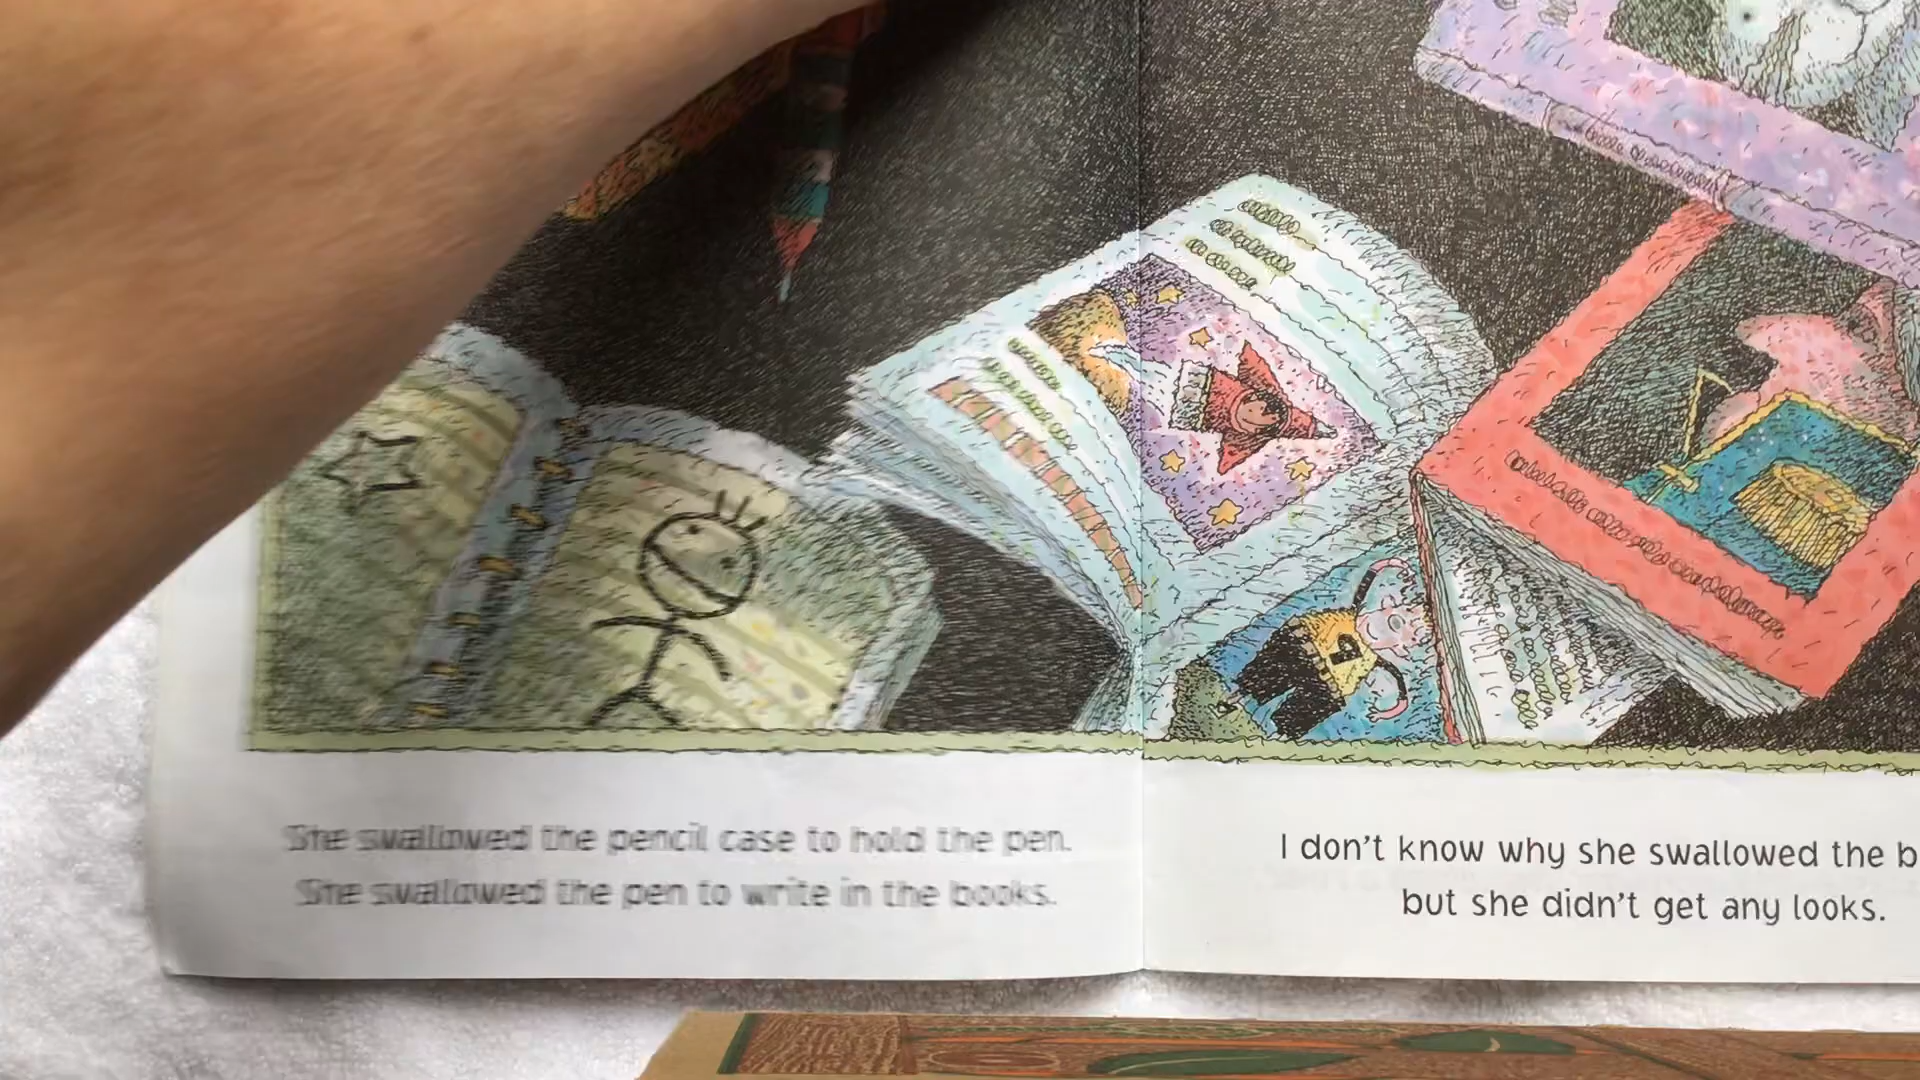 She swallowed the pencil case to hold the pen.
She swallowed the pen to write in the books.
I don't know why she swallowed the b
but she didn't get any looks.